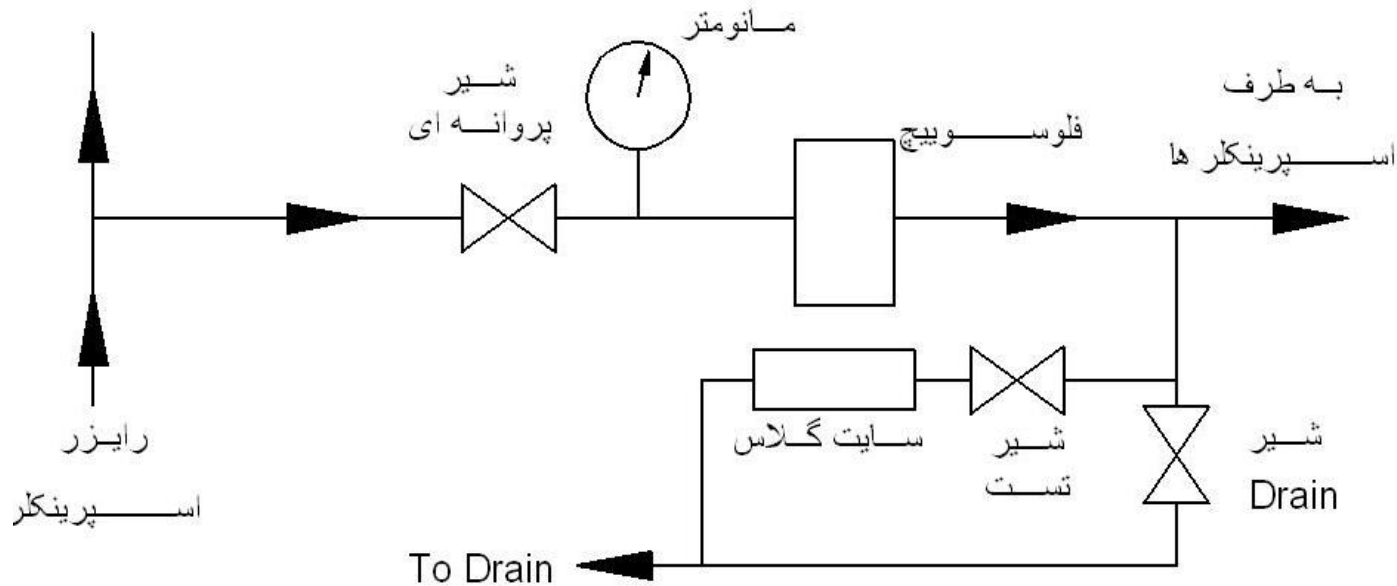 مانومتر
شیر
پروانه ای
فلوسوییچ
به طرف
اسپرینکلر ها
رایزر
اسپرینکلر
سایت گلاس
شیر
تست
شیر
Drain
To Drain